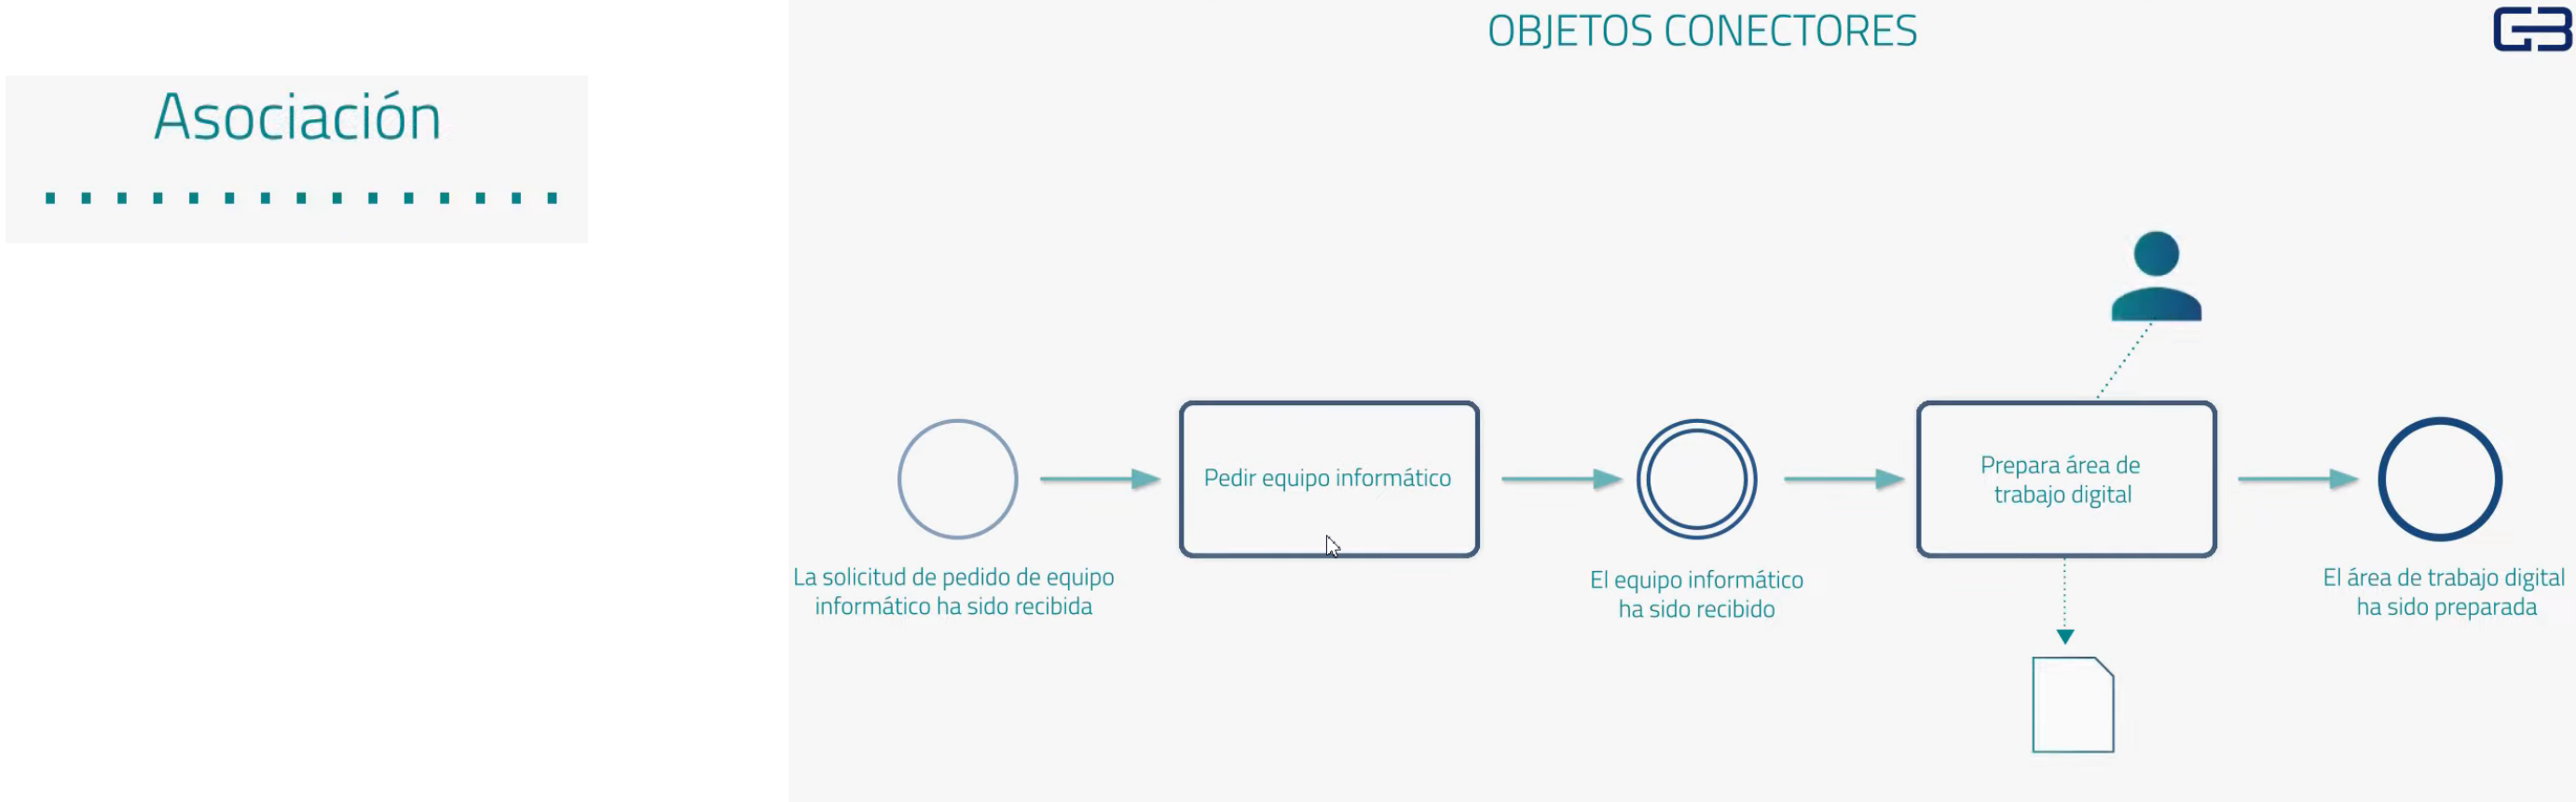 OBJETOS CONECTORES
GB
Asociación
Pedir equipo informático
Prepara área de
trabajo digital
La solicitud de pedido de equipo
informático ha sido recibida
El equipo informático
ha sido recibido
El área de trabajo digital
ha sido preparada